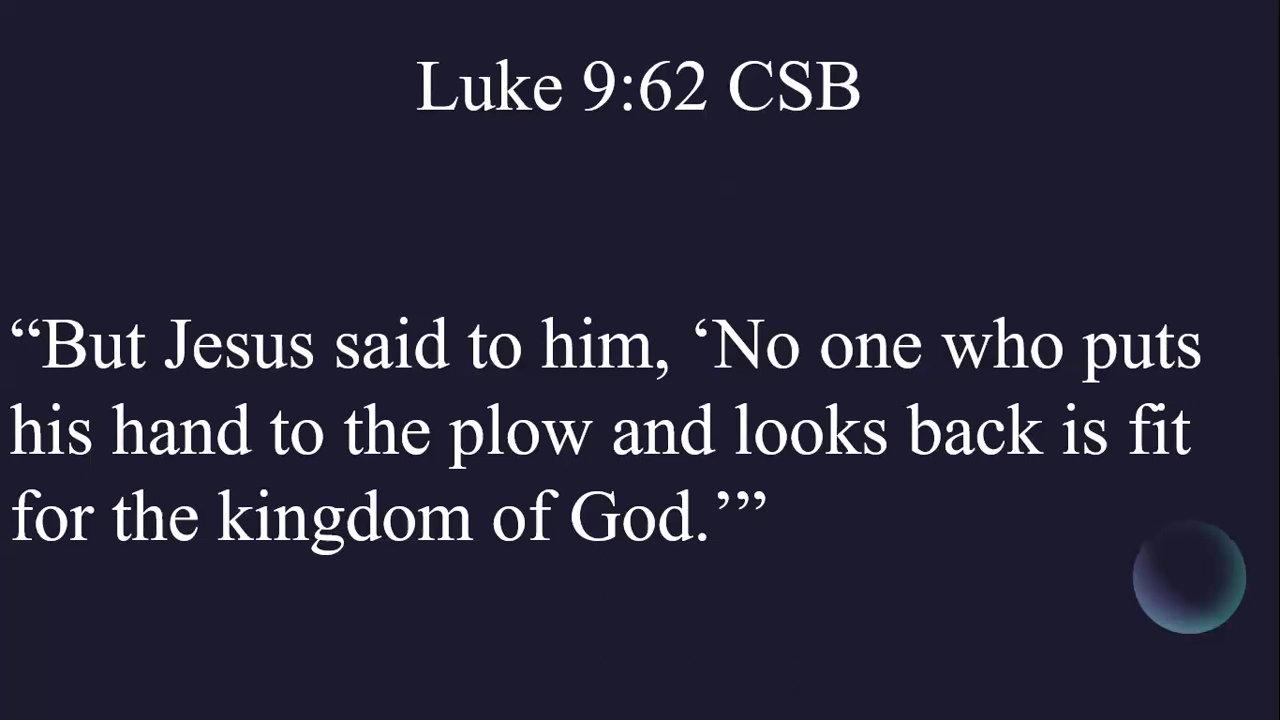 Luke 9:62 CSB
“But Jesus said to him, ‘No one who puts
his hand to the plow and looks back is fit
for the kingdom of God.’”